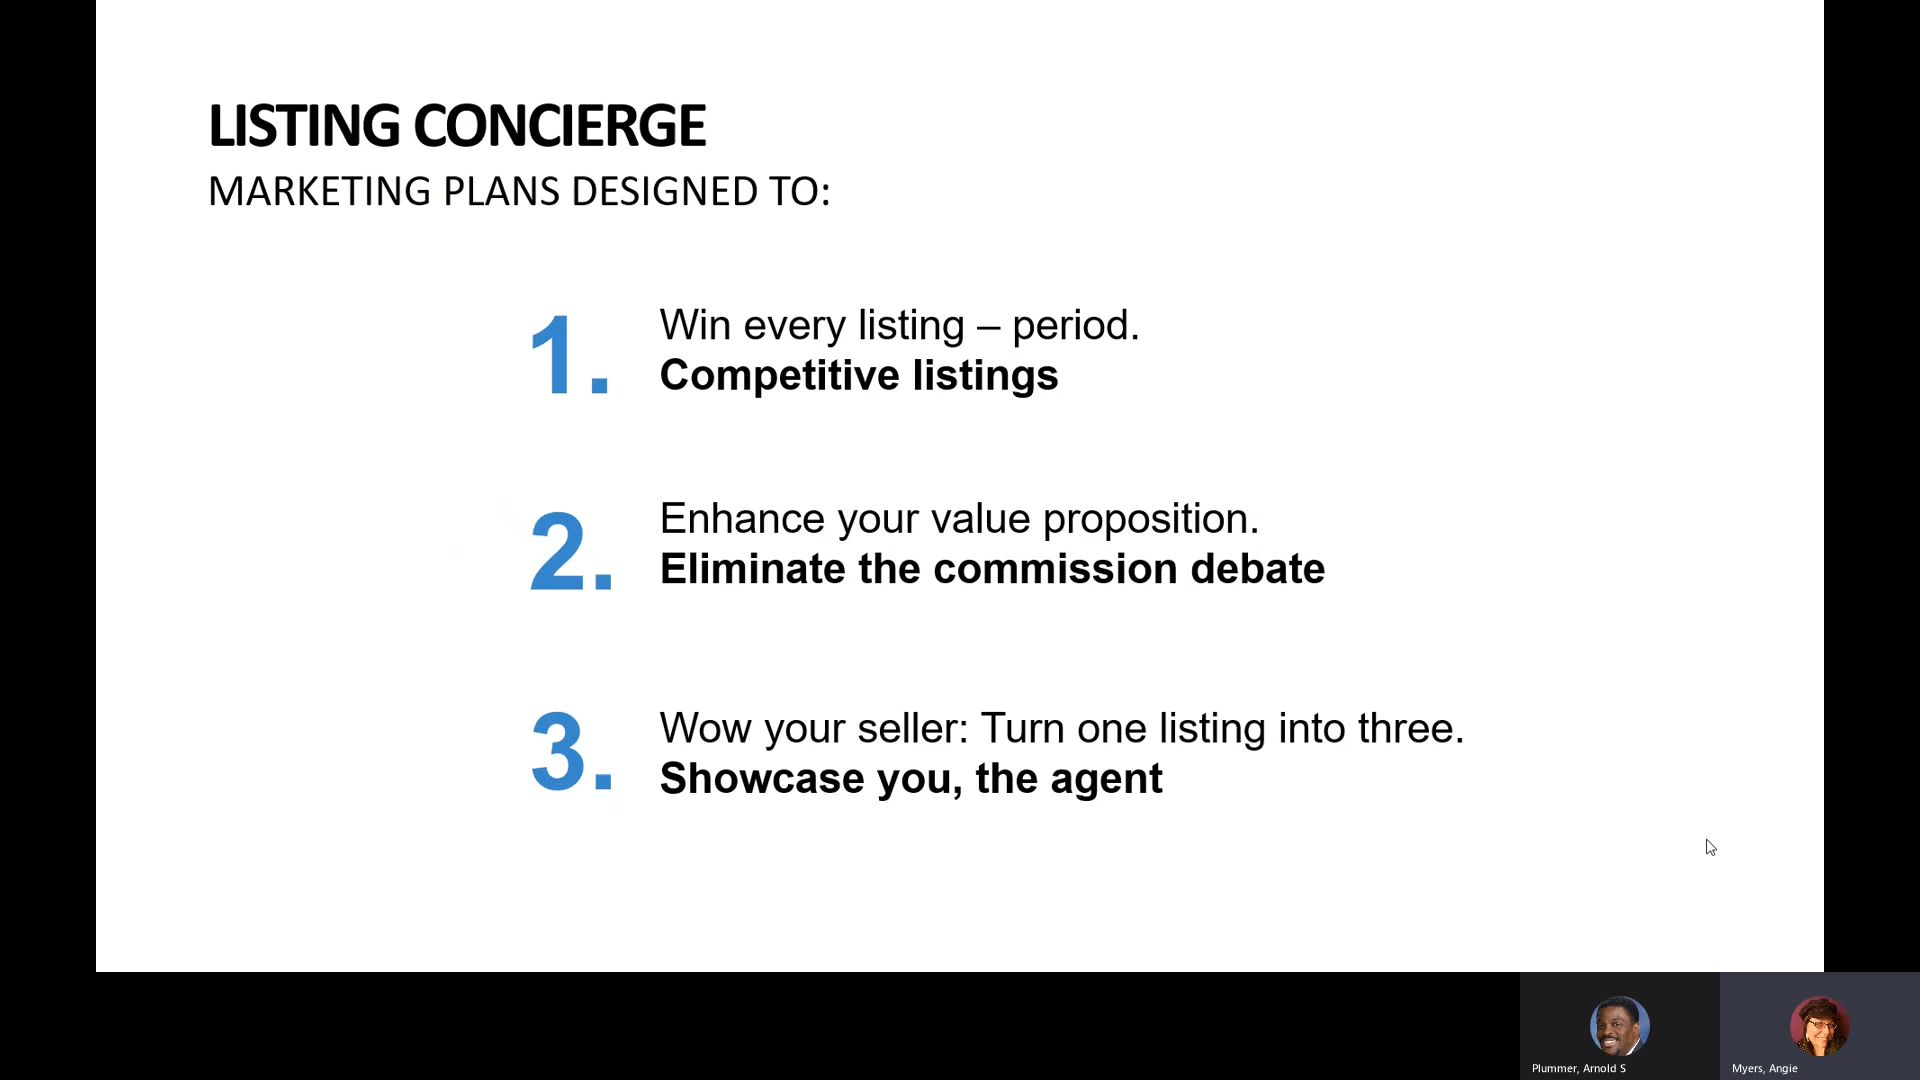 LISTING CONCIERGE
MARKETING PLANS DESIGNED TO:
1.
Win every listing – period.
Competitive listings
2.
Enhance your value proposition.
Eliminate the commission debate
3.
Wow your seller: Turn one listing into three.
Showcase you, the agent
Plummer, Arnold S
Myers, Angie